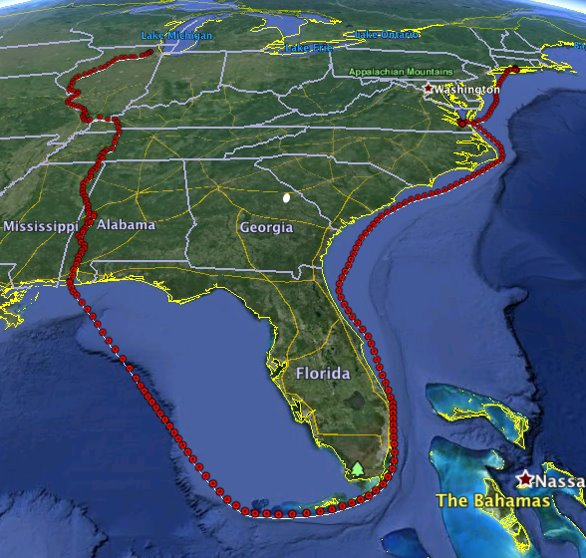 Lake Michigan
Lake Ontario
Lake Erie
Appalachian Mountains
Washington
Mississippi
Alabama
Georgia
Florida
Nassa
The Bahamas